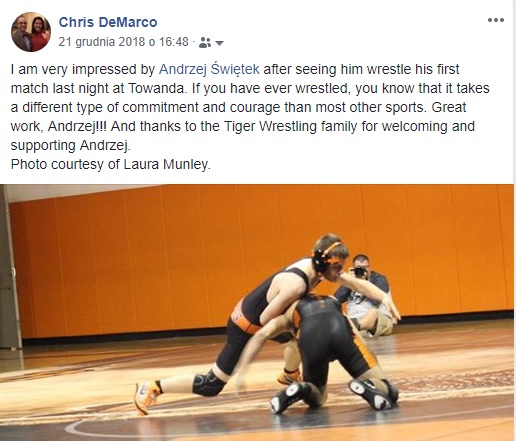 Chris DeMarco
21 grudnia 2018 o 16:48 ·
I am very impressed by Andrzej Świętek after seeing him wrestle his first
match last night at Towanda. If you have ever wrestled, you know that it takes
a different type of commitment and courage than most other sports. Great
work, Andrzej!!! And thanks to the Tiger Wrestling family for welcoming and
supporting Andrzej.
Photo courtesy of Laura Munley.